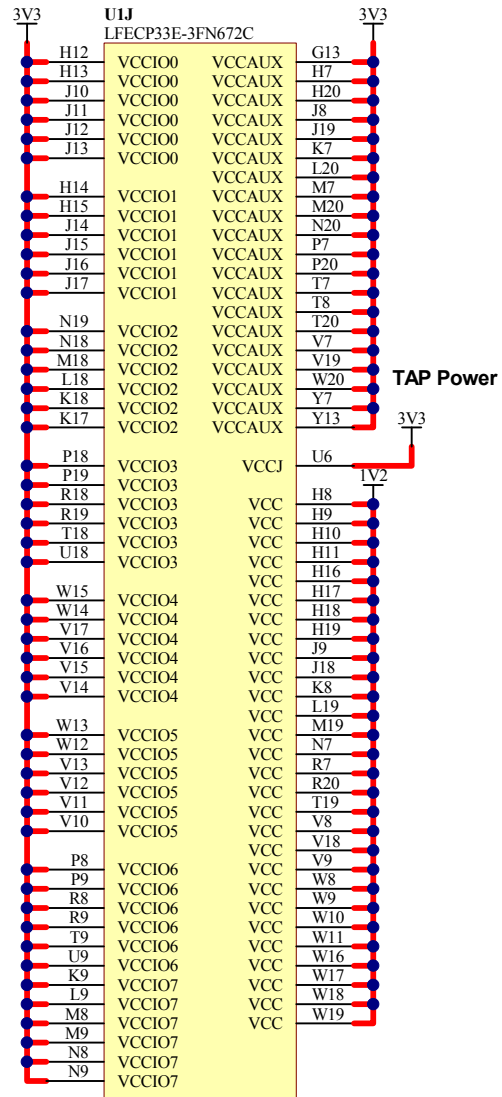 3V3 U1J 3V3
LFECP33E-3FN672C
H12 VCCIO0 VCCAUX G13
H13 VCCIO0 VCCAUX H7
J10 VCCIO0 VCCAUX H20
J11 VCCIO0 VCCAUX J8
J12 VCCIO0 VCCAUX J19
J13 VCCIO0 VCCAUX K7
VCCAUX L20
H14 VCCIO1 VCCAUX M7
H15 VCCIO1 VCCAUX M20
J14 VCCIO1 VCCAUX N20
J15 VCCIO1 VCCAUX P7
J16 VCCIO1 VCCAUX P20
J17 VCCIO1 VCCAUX T7
VCCAUX T8
N19 VCCIO2 VCCAUX T20
N18 VCCIO2 VCCAUX V7
M18 VCCIO2 VCCAUX V19
L18 VCCIO2 VCCAUX W20
TAP Power
K18 VCCIO2 VCCAUX Y7
K17 VCCIO2 VCCAUX Y13
3V3
P18 VCCIO3 VCCJ U6
P19 VCCIO3 1V2
R18 VCCIO3 VCC H8
R19 VCCIO3 VCC H9
T18 VCCIO3 VCC H10
U18 VCCIO3 VCC H11
VCC H16
W15 VCCIO4 VCC H17
W14 VCCIO4 VCC H18
V17 VCCIO4 VCC H19
V16 VCCIO4 VCC J9
V15 VCCIO4 VCC J18
V14 VCCIO4 VCC K8
VCC L19
W13 VCCIO5 VCC M19
W12 VCCIO5 VCC N7
V13 VCCIO5 VCC R7
V12 VCCIO5 VCC R20
V11 VCCIO5 VCC T19
V10 VCCIO5 VCC V8
VCC V18
P8 VCCIO6 VCC V9
P9 VCCIO6 VCC W8
R8 VCCIO6 VCC W9
R9 VCCIO6 VCC W10
T9 VCCIO6 VCC W11
U9 VCCIO6 VCC W16
K9 VCCIO7 VCC W17
L9 VCCIO7 VCC W18
M8 VCCIO7 VCC W19
M9 VCCIO7
N8 VCCIO7
N9 VCCIO7